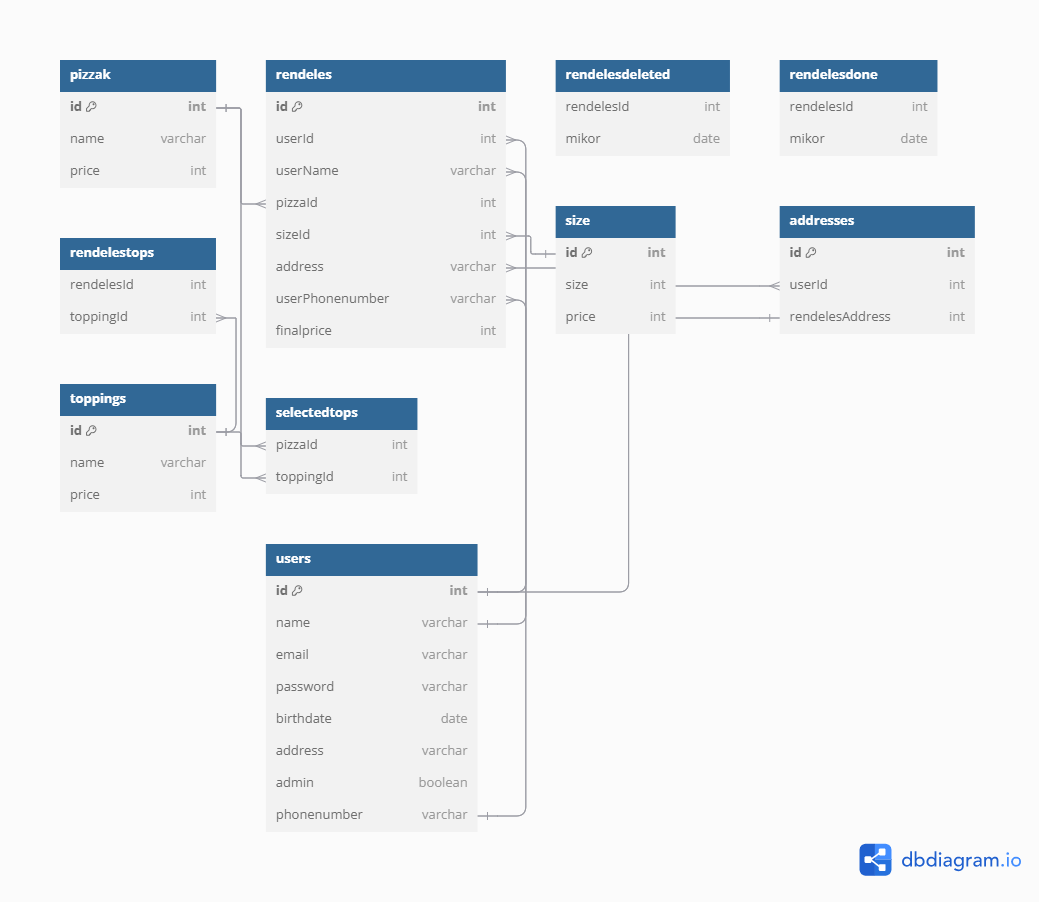 pizzak
id int
name varchar
price int
rendeles
id int
userId int
userName varchar
pizzaId int
sizeId int
address varchar
userPhonenumber varchar
finalprice int
rendelesdeleted
rendelesId int
mikor date
rendelesdone
rendelesId int
mikor date
rendelestops
rendelesId int
toppingId int
size
id int
size int
price int
addresses
id int
userId int
rendelesAddress int
toppings
id int
name varchar
price int
selectedtops
pizzaId int
toppingId int
users
id int
name varchar
email varchar
password varchar
birthdate date
address varchar
admin boolean
phonenumber varchar
dbdiagram.io